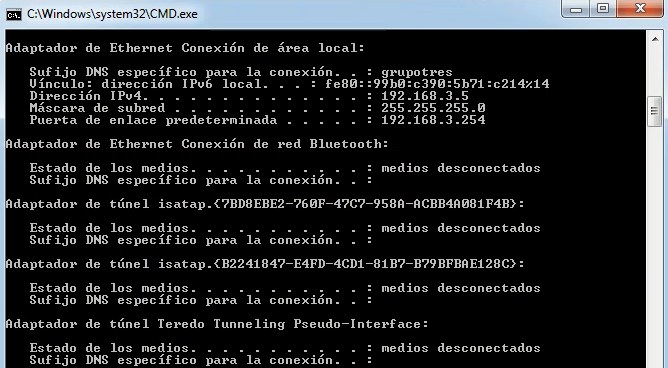 C:\Windows\system32\CMD.exe
Adaptador de Ethernet Conexión de área local:
Sufijo DNS específico para la conexión. . : grupotres
Vínculo: dirección IPv6 local. . . : fe80::99b0:c390:5b71:c214%14
Dirección IPv4. . . . . . . . . . . . . . : 192.168.3.5
Máscara de subred . . . . . . . . . . . . : 255.255.255.0
Puerta de enlace predeterminada . . . . . : 192.168.3.254
Adaptador de Ethernet Conexión de red Bluetooth:
Estado de los medios. . . . . . . . . . . : medios desconectados
Sufijo DNS específico para la conexión. . :
Adaptador de túnel isatap.{7BD8EBE2-760F-47C7-958A-ACBB4A081F4B}:
Estado de los medios. . . . . . . . . . . : medios desconectados
Sufijo DNS específico para la conexión. . :
Adaptador de túnel isatap.{B2241847-E4FD-4CD1-81B7-B79BFBAE128C}:
Estado de los medios. . . . . . . . . . . : medios desconectados
Sufijo DNS específico para la conexión. . :
Adaptador de túnel Teredo Tunneling Pseudo-Interface:
Estado de los medios. . . . . . . . . . . : medios desconectados
Sufijo DNS específico para la conexión. . :